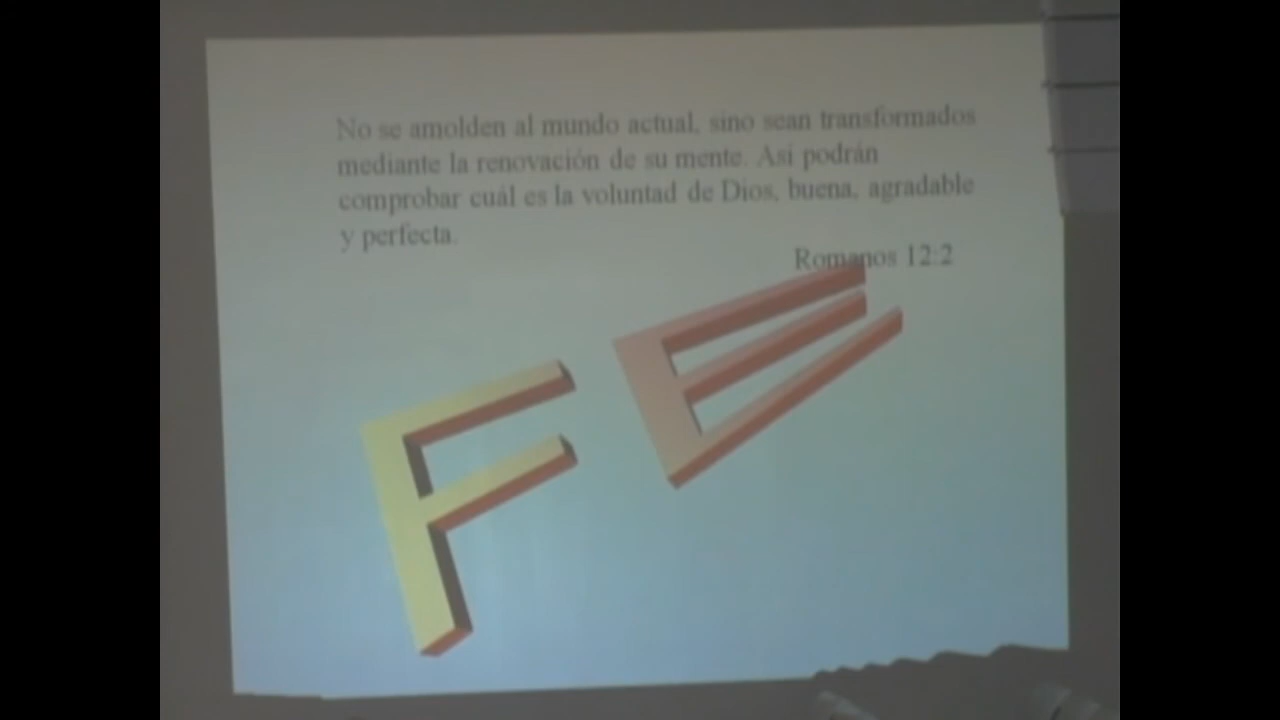 No se amolden al mundo actual, sino sean transformados
mediante la renovación de su mente. Así podrán
comprobar cuál es la voluntad de Dios, buena, agradable
y perfecta.
Romanos 12:2
FE